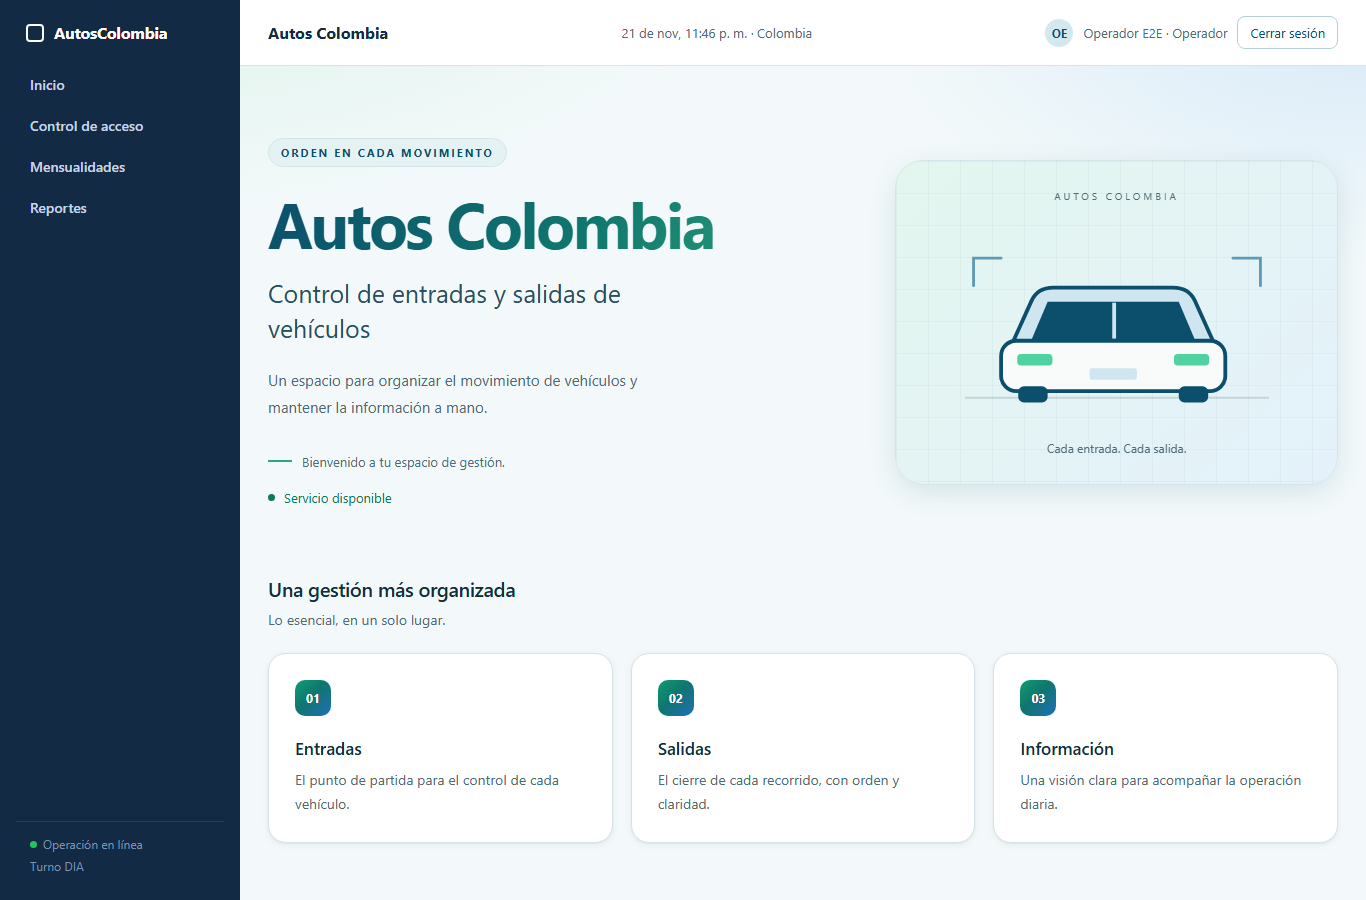 AutosColombia
Inicio
Control de acceso
Mensualidades
Reportes
Operación en línea
Turno DIA
Autos Colombia
21 de nov, 11:46 p. m. · Colombia
OE
Operador E2E · Operador
Cerrar sesión
ORDEN EN CADA MOVIMIENTO
Autos Colombia
Control de entradas y salidas de
vehículos
Un espacio para organizar el movimiento de vehículos y
mantener la información a mano.
Bienvenido a tu espacio de gestión.
Servicio disponible
AUTOS COLOMBIA
Cada entrada. Cada salida.
Una gestión más organizada
Lo esencial, en un solo lugar.
01
Entradas
El punto de partida para el control de cada
vehículo.
02
Salidas
El cierre de cada recorrido, con orden y
claridad.
03
Información
Una visión clara para acompañar la operación
diaria.